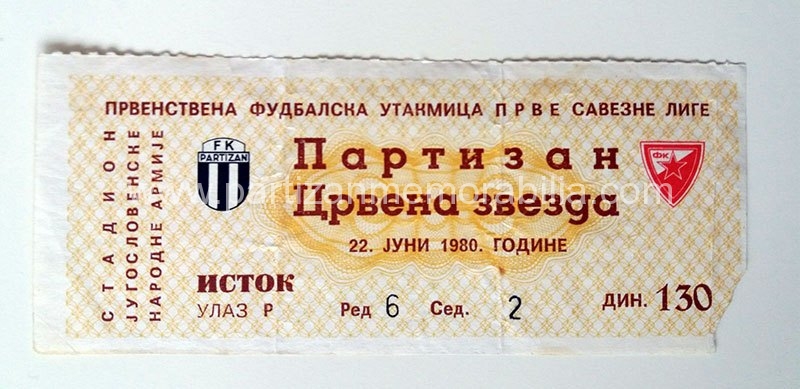 ПРВЕНСТВЕНА ФУДБАЛСКА УТАКМИЦА ПРВЕ САВЕЗНЕ ЛИГЕ
СТАДИОН
ЈУГОСЛОВЕНСКЕ
НАРОДНЕ АРМИЈЕ
FK
PARTIZAN
Партизан
Црвена звезда
ФК
www.partizanmemorabilia.com
22. ЈУНИ 1980. ГОДИНЕ
ИСТОК
УЛАЗ Р
Ред 6 Сед. 2
ДИН. 130